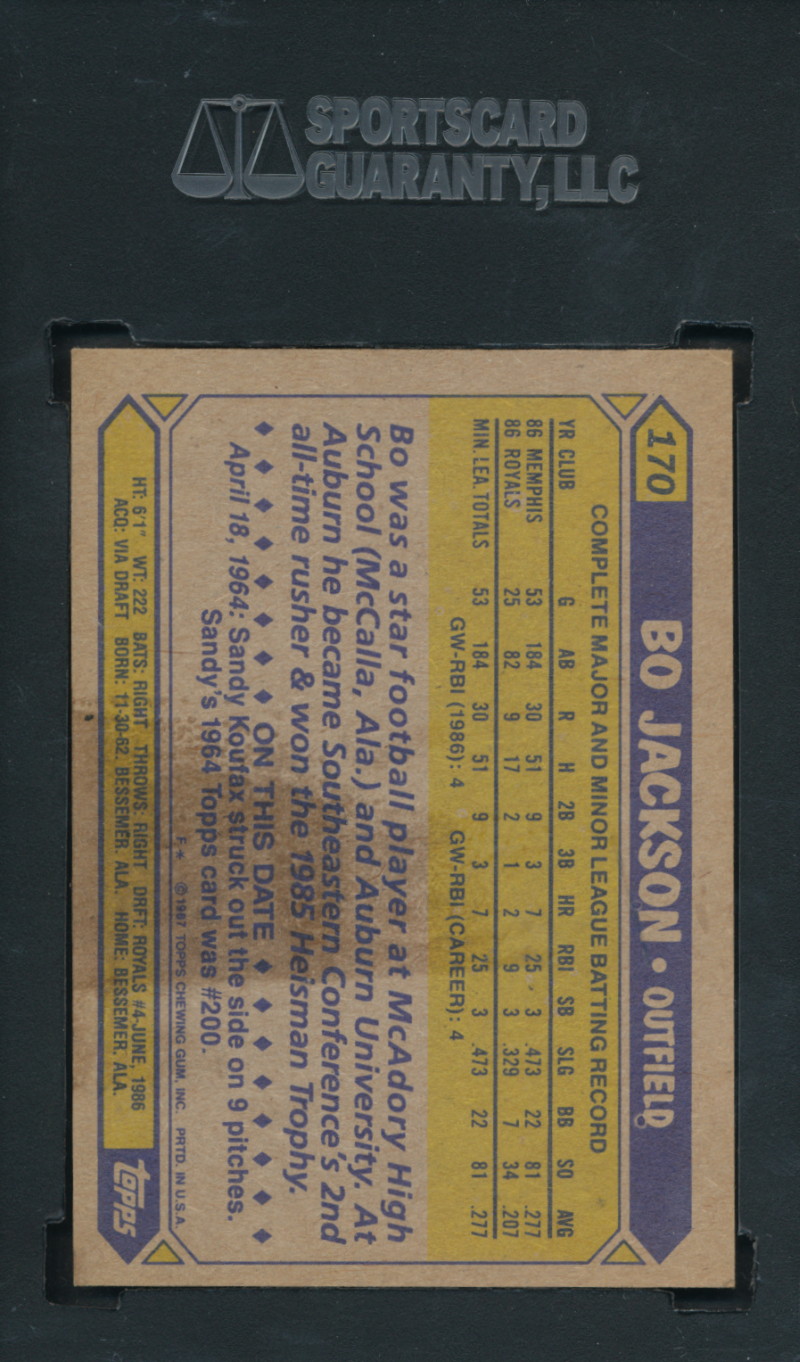 SPORTSCARD
GUARANTY, LLC
170 BO JACKSON • OUTFIELD
COMPLETE MAJOR AND MINOR LEAGUE BATTING RECORD
YR CLUB G AB R H 2B 3B HR RBI SB SLG BB SO AVG
86 MEMPHIS 53 184 30 51 9 3 7 25 3 .473 22 81 .277
86 ROYALS 25 82 9 17 2 1 2 9 3 .329 7 34 .207
MIN. LEA. TOTALS 53 184 30 51 9 3 7 25 3 .473 22 81 .277
GW-RBI (1986): 4 GW-RBI (CAREER): 4
Bo was a star football player at McAdory High
School (McCalla, Ala.) and Auburn University. At
Auburn he became Southeastern Conference's 2nd
all-time rusher & won the 1985 Heisman Trophy.
♦ ♦ ♦ ♦ ♦ ♦ ♦ ON THIS DATE ♦ ♦ ♦ ♦ ♦ ♦ ♦ ♦
April 18, 1964: Sandy Koufax struck out the side on 9 pitches.
Sandy's 1964 Topps card was #200.
F* ©1987 TOPPS CHEWING GUM, INC. PRTD. IN U.S.A.
HT: 6'1" WT: 222 BATS: RIGHT THROWS: RIGHT DRFT: ROYALS #4-JUNE, 1986
ACQ: VIA DRAFT BORN: 11-30-62, BESSEMER, ALA. HOME: BESSEMER, ALA.
topps